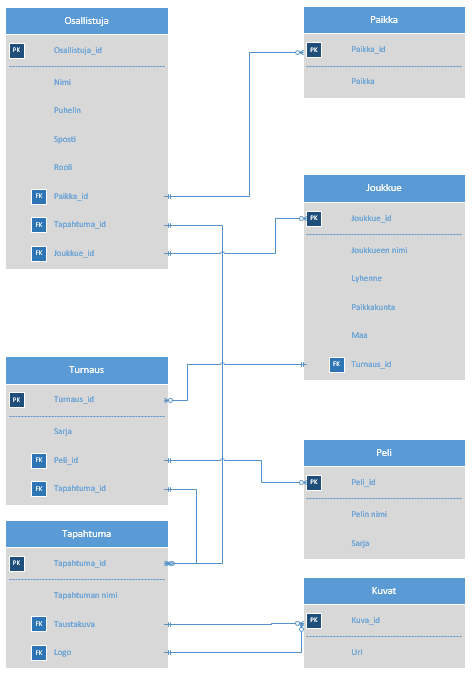 Osallistuja
PK Osallistuja_id
Nimi
Puhelin
Sposti
Rooli
FK Paikka_id
FK Tapahtuma_id
FK Joukkue_id
Paikka
PK Paikka_id
Paikka
Joukkue
PK Joukkue_id
Joukkueen nimi
Lyhenne
Paikkakunta
Maa
FK Turnaus_id
Turnaus
PK Turnaus_id
Sarja
FK Peli_id
FK Tapahtuma_id
Peli
PK Peli_id
Pelin nimi
Sarja
Tapahtuma
PK Tapahtuma_id
Tapahtuman nimi
FK Taustakuva
FK Logo
Kuvat
PK Kuva_id
Url